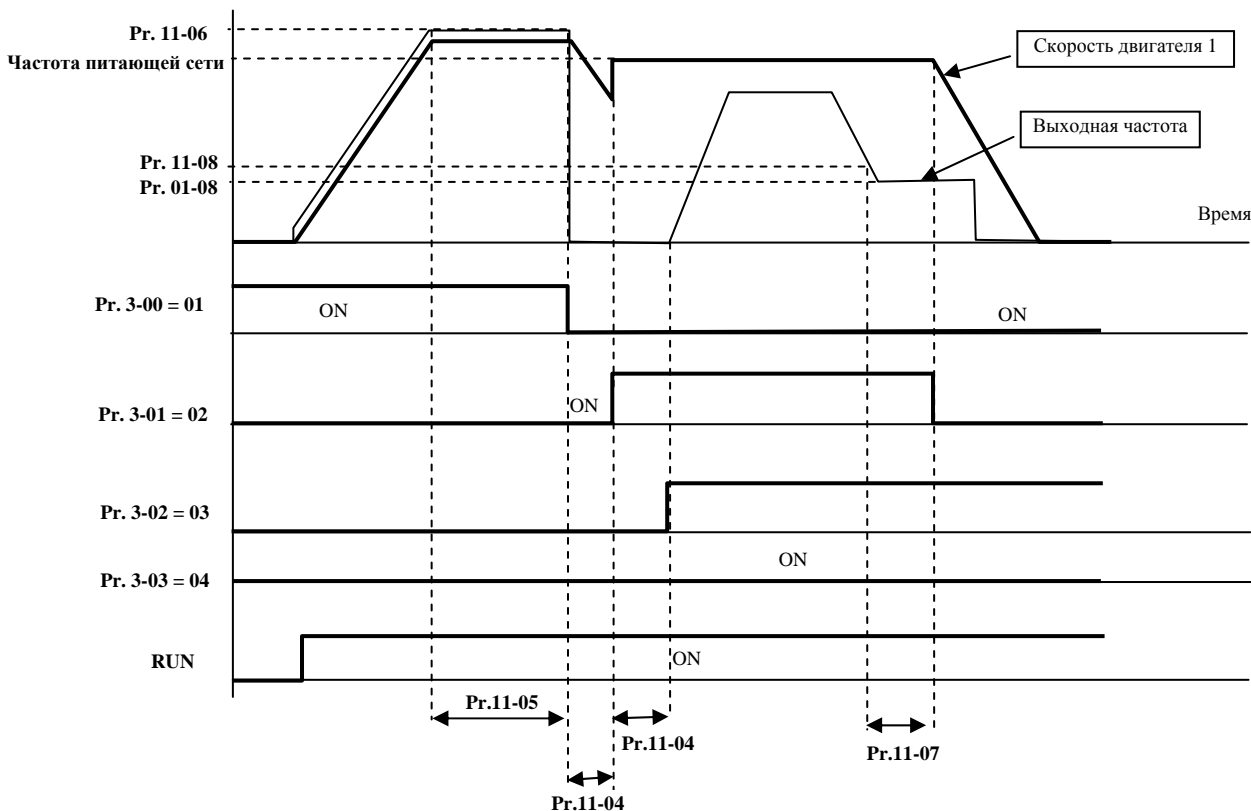 Pr. 11-06
Частота питающей сети
Скорость двигателя 1
Выходная частота
Pr. 11-08
Pr. 01-08
Время
Pr. 3-00 = 01
ON
ON
Pr. 3-01 = 02
ON
Pr. 3-02 = 03
ON
Pr. 3-03 = 04
RUN
ON
Pr.11-05
Pr.11-04
Pr.11-07
Pr.11-04